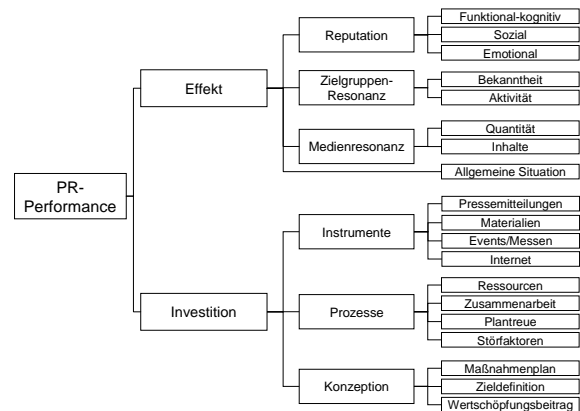 PR-
Performance
Effekt
Reputation
Funktional-kognitiv
Sozial
Emotional
Zielgruppen-
Resonanz
Bekanntheit
Aktivität
Medienresonanz
Quantität
Inhalte
Allgemeine Situation
Investition
Instrumente
Pressemitteilungen
Materialien
Events/Messen
Internet
Prozesse
Ressourcen
Zusammenarbeit
Plantreue
Störfaktoren
Konzeption
Maßnahmenplan
Zieldefinition
Wertschöpfungsbeitrag